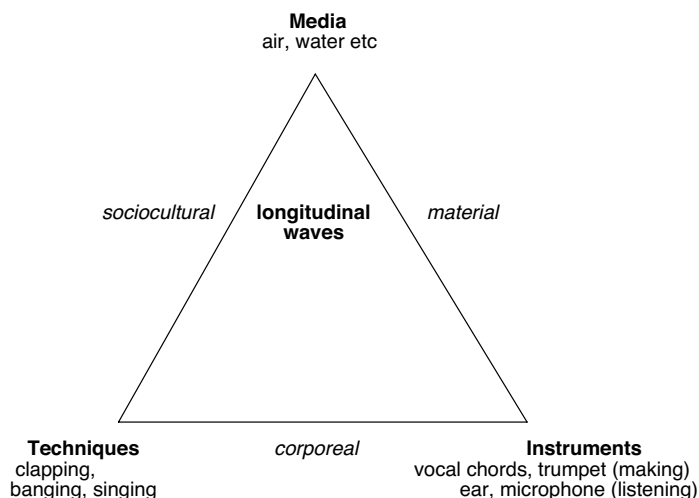 Media
air, water etc
sociocultural
longitudinal
waves
material
Techniques
clapping,
banging, singing
corporeal
Instruments
vocal chords, trumpet (making)
ear, microphone (listening)